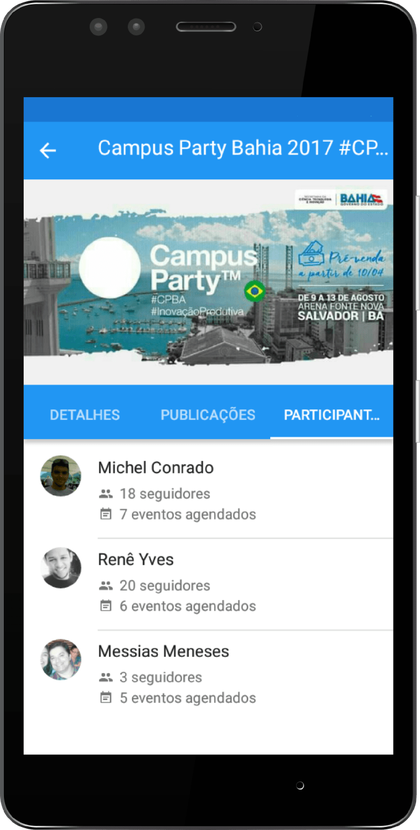 Campus Party Bahia 2017 #CP...
BAHIA
Campus
Party™
#CPBA
#InovaçãoProdutiva
Pré-venda
a partir de 10/04
DE 9 A 13 DE AGOSTO
ARENA FONTE NOVA
SALVADOR | BA
DETALHES
PUBLICAÇÕES
PARTICIPANT...
Michel Conrado
18 seguidores
7 eventos agendados
Renê Yves
20 seguidores
6 eventos agendados
Messias Meneses
3 seguidores
5 eventos agendados